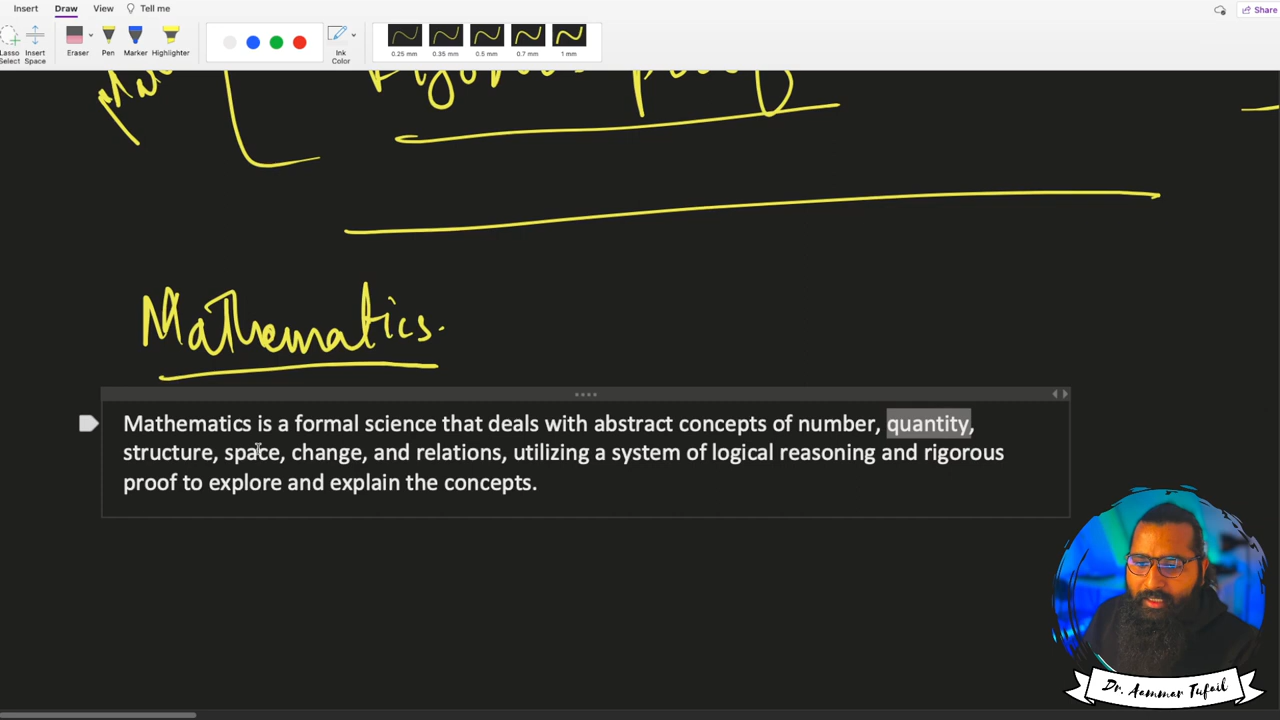 Insert Draw View Tell me
Share
Lasso Select
Insert Space
Eraser
Pen
Marker
Highlighter
Ink Color
0.25 mm
0.35 mm
0.5 mm
0.7 mm
1 mm
Mathematics.
Mathematics is a formal science that deals with abstract concepts of number, quantity,
structure, space, change, and relations, utilizing a system of logical reasoning and rigorous
proof to explore and explain the concepts.
Dr. Aammar Tufail